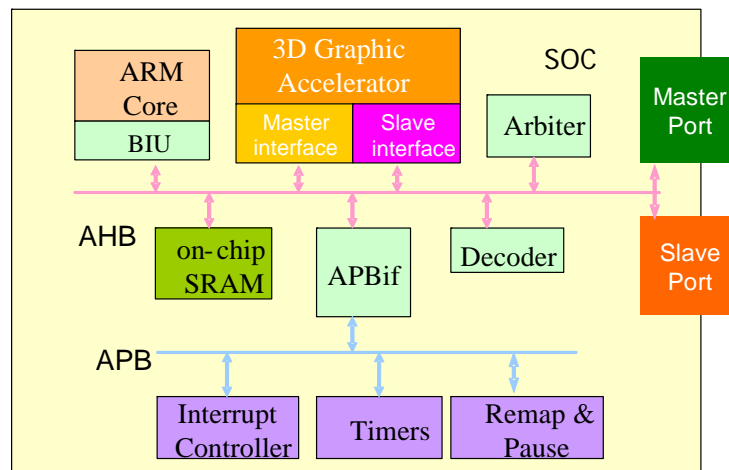 3D Graphic
Accelerator
SOC
ARM
Core
BIU
Master
interface
Slave
interface
Arbiter
Master
Port
AHB
on-chip
SRAM
APBif
Decoder
Slave
Port
APB
Interrupt
Controller
Timers
Remap &
Pause